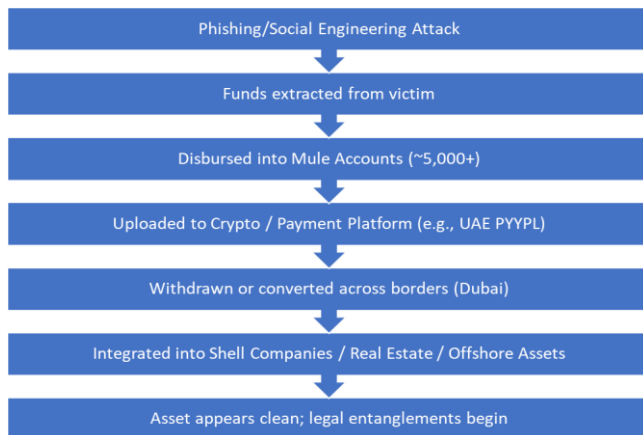 Phishing/Social Engineering Attack
Funds extracted from victim
Disbursed into Mule Accounts (~5,000+)
Uploaded to Crypto / Payment Platform (e.g., UAE PYYPL)
Withdrawn or converted across borders (Dubai)
Integrated into Shell Companies / Real Estate / Offshore Assets
Asset appears clean; legal entanglements begin